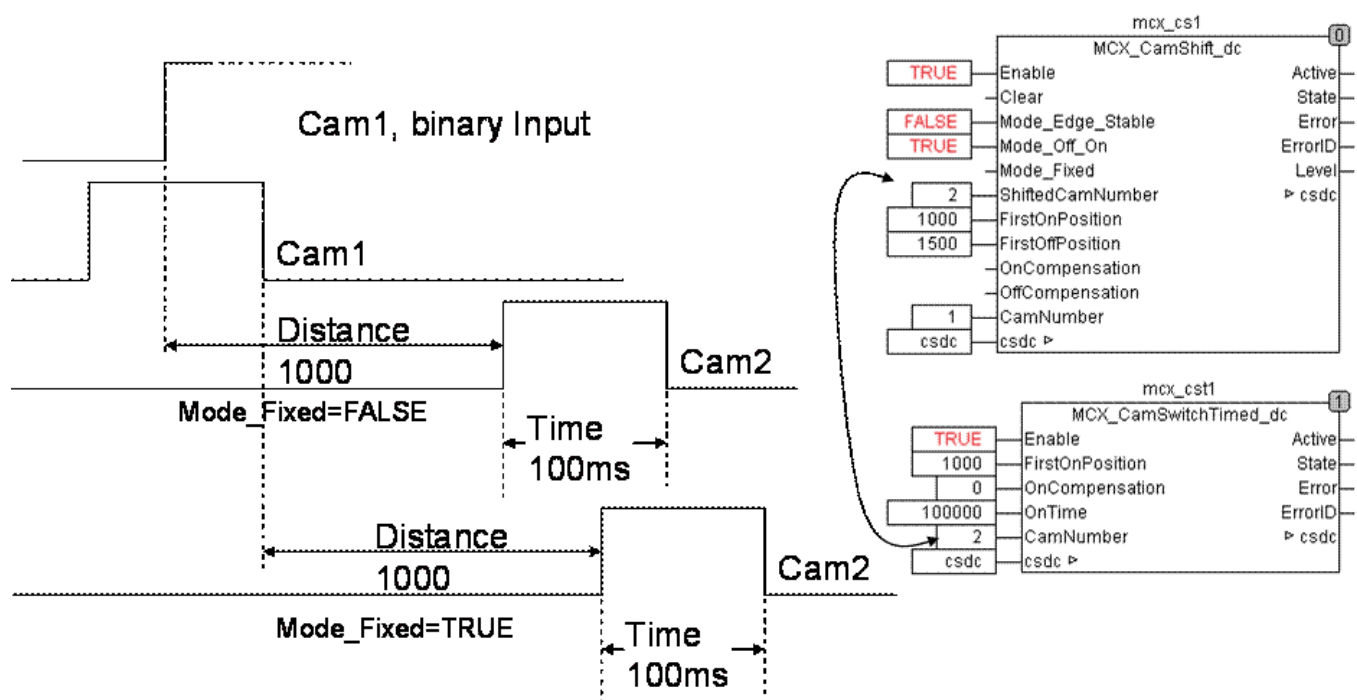 Cam1, binary Input
Cam1
Distance
1000
Cam2
Mode_Fixed=FALSE
Time
100ms
Distance
1000
Cam2
Mode_Fixed=TRUE
Time
100ms
mcx_cs1
0
MCX_CamShift_dc
TRUE Enable Active
Clear State
FALSE Mode_Edge_Stable Error
TRUE Mode_Off_On ErrorID
Mode_Fixed Level
2 ShiftedCamNumber csdc
1000 FirstOnPosition
1500 FirstOffPosition
OnCompensation
OffCompensation
1 CamNumber
csdc csdc
mcx_cst1
1
MCX_CamSwitchTimed_dc
TRUE Enable Active
1000 FirstOnPosition State
0 OnCompensation Error
100000 OnTime ErrorID
2 CamNumber csdc
csdc csdc